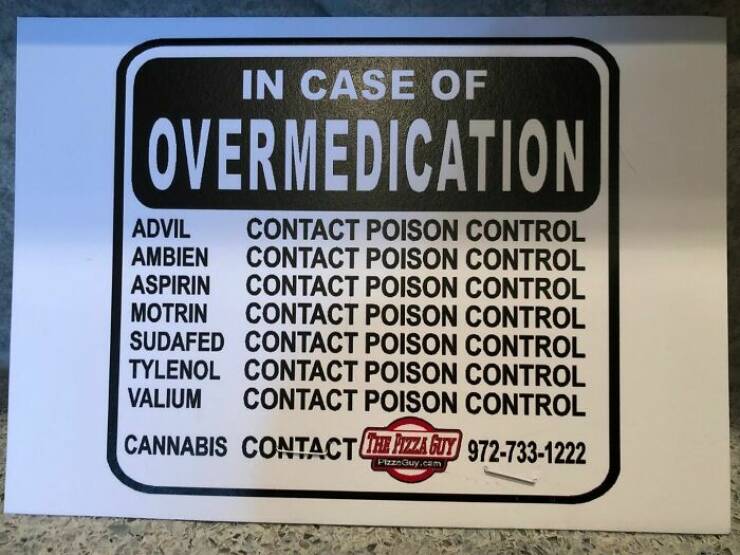 IN CASE OF
OVERMEDICATION
ADVIL CONTACT POISON CONTROL
AMBIEN CONTACT POISON CONTROL
ASPIRIN CONTACT POISON CONTROL
MOTRIN CONTACT POISON CONTROL
SUDAFED CONTACT POISON CONTROL
TYLENOL CONTACT POISON CONTROL
VALIUM CONTACT POISON CONTROL
CANNABIS CONTACT THE PIZZA GUY 972-733-1222
PizzaGuy.com